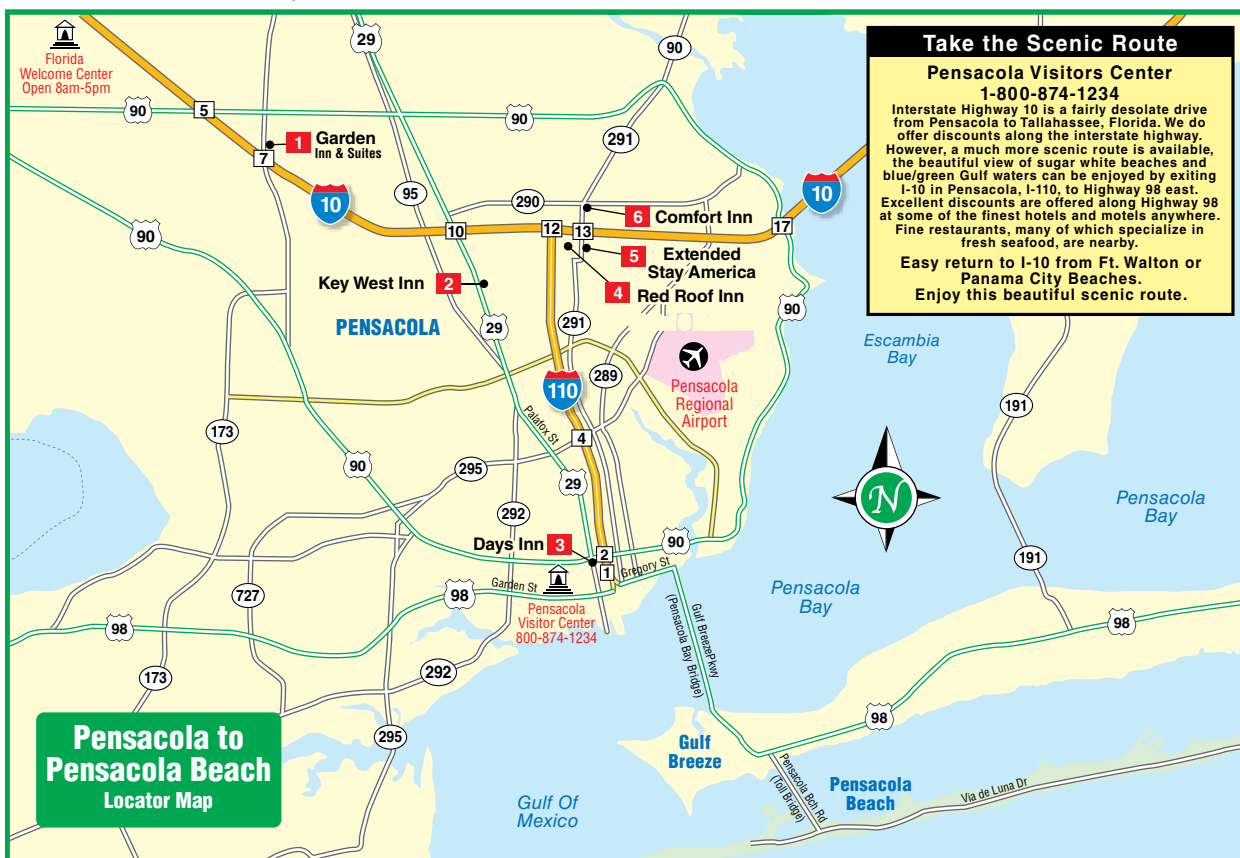 Florida
Welcome Center
Open 8am-5pm
29
90
Take the Scenic Route
Pensacola Visitors Center
1-800-874-1234
Interstate Highway 10 is a fairly desolate drive
from Pensacola to Tallahassee, Florida. We do
offer discounts along the interstate highway.
However, a much more scenic route is available,
the beautiful view of sugar white beaches and
blue/green Gulf waters can be enjoyed by exiting
I-10 in Pensacola, I-110, to Highway 98 east.
Excellent discounts are offered along Highway 98
at some of the finest hotels and motels anywhere.
Fine restaurants, many of which specialize in
fresh seafood, are nearby.
Easy return to I-10 from Ft. Walton or
Panama City Beaches.
Enjoy this beautiful scenic route.
90
5
90
1 Garden
Inn & Suites
7
291
95
10
290
10
6 Comfort Inn
10
12
13
17
5 Extended
Stay America
Key West Inn 2
4 Red Roof Inn
90
90
PENSACOLA
29
291
Escambia
Bay
289
110
Pensacola
Regional
Airport
191
173
Palafox St
4
90
295
29
N
Pensacola
Bay
292
Days Inn 3
2
90
1
Gregory St
191
Garden St
727
98
Pensacola
Visitor Center
800-874-1234
Pensacola
Bay
98
98
Gulf BreezePkwy
(Pensacola Bay Bridge)
173
292
98
295
Pensacola to
Pensacola Beach
Locator Map
Gulf
Breeze
Pensacola Bch Rd
(Toll Bridge)
Pensacola
Beach
Via de Luna Dr
Gulf Of
Mexico